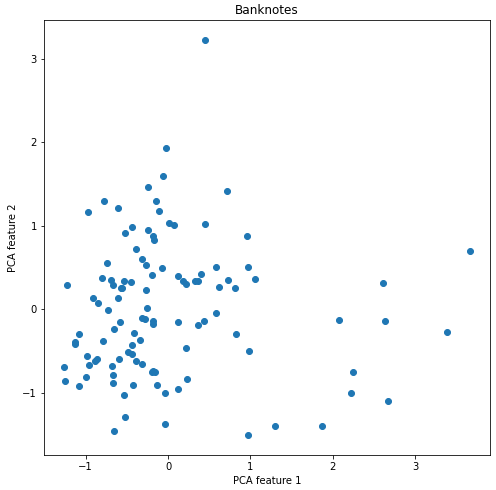 Banknotes
3
2
1
0
−1
PCA feature 2
−1 0 1 2 3
PCA feature 1